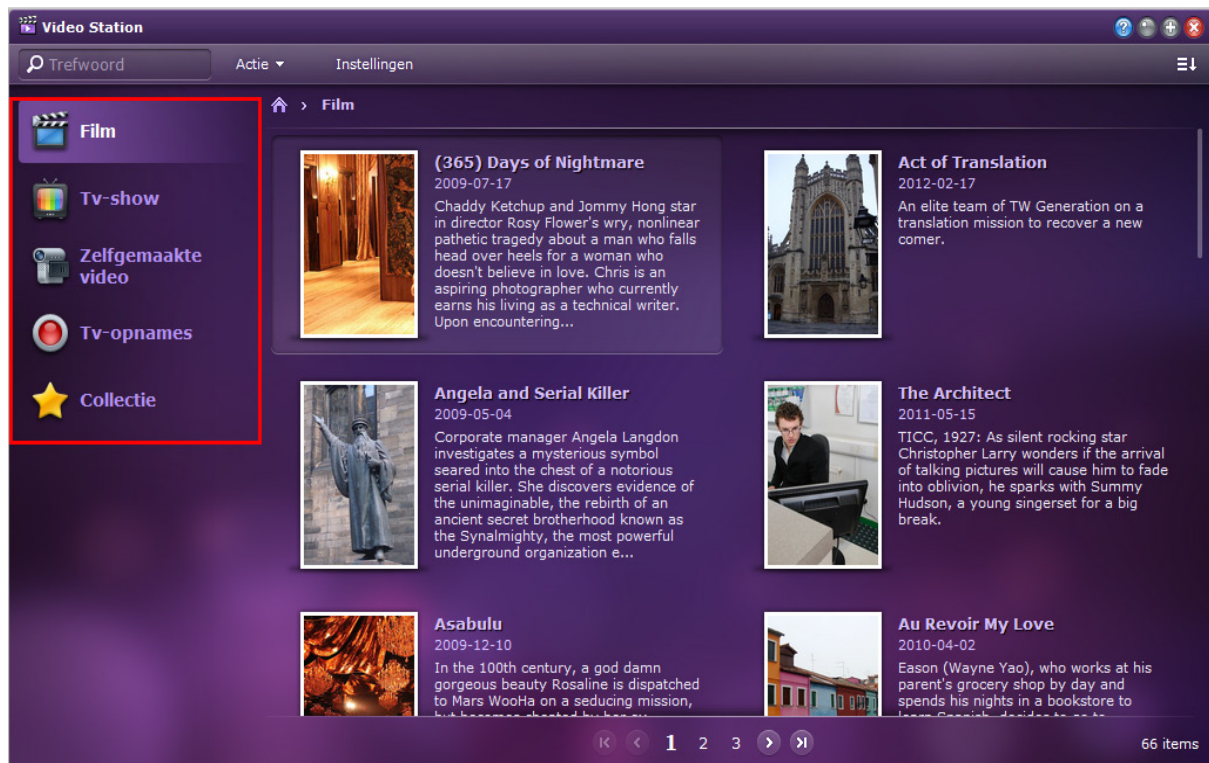 Video Station
Trefwoord
Actie
Instellingen
Film
Tv-show
Zelfgemaakte
video
Tv-opnames
Collectie
› Film
(365) Days of Nightmare
2009-07-17
Chaddy Ketchup and Jommy Hong star
in director Rosy Flower's wry, nonlinear
pathetic tragedy about a man who falls
head over heels for a woman who
doesn't believe in love. Chris is an
aspiring photographer who currently
earns his living as a technical writer.
Upon encountering...
Act of Translation
2012-02-17
An elite team of TW Generation on a
translation mission to recover a new
comer.
Angela and Serial Killer
2009-05-04
Corporate manager Angela Langdon
investigates a mysterious symbol
seared into the chest of a notorious
serial killer. She discovers evidence of
the unimaginable, the rebirth of an
ancient secret brotherhood known as
the Synalmighty, the most powerful
underground organization e...
The Architect
2011-05-15
TICC, 1927: As silent rocking star
Christopher Larry wonders if the arrival
of talking pictures will cause him to fade
into oblivion, he sparks with Summy
Hudson, a young singerset for a big
break.
Asabulu
2009-12-10
In the 100th century, a god damn
gorgeous beauty Rosaline is dispatched
to Mars WooHa on a seducing mission,
Au Revoir My Love
2010-04-02
Eason (Wayne Yao), who works at his
parent's grocery shop by day and
spends his nights in a bookstore to
1 2 3
66 items